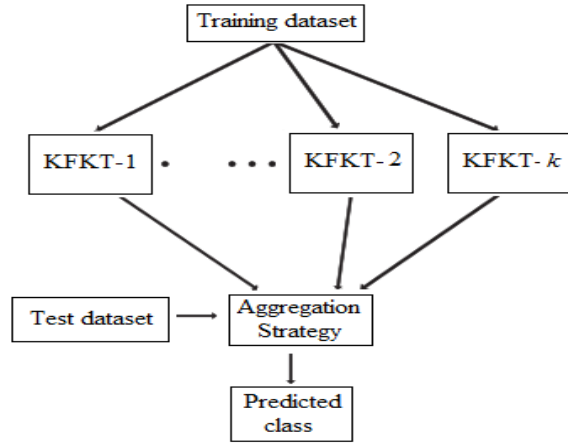 Training dataset
KFKT-1
KFKT- 2
KFKT- k
Test dataset
Aggregation
Strategy
Predicted
class